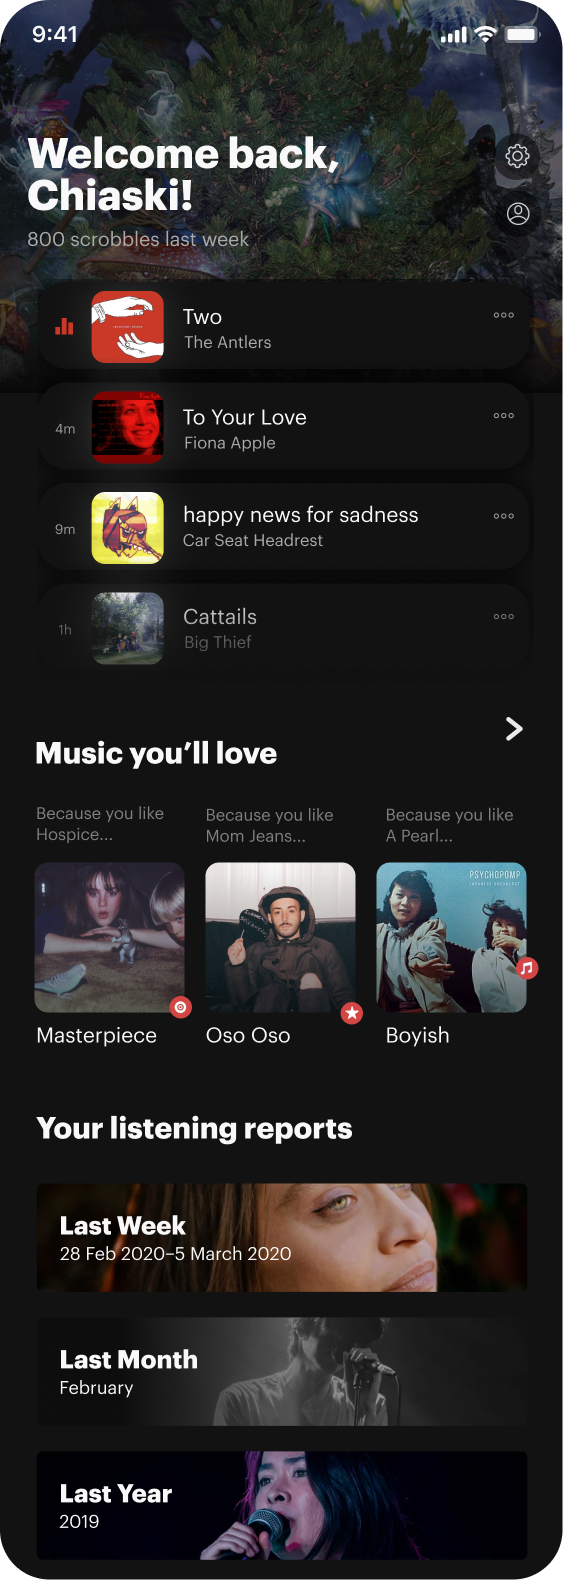 9:41
Welcome back,
Chiaski!
800 scrobbles last week
Two
The Antlers
4m
To Your Love
Fiona Apple
9m
happy news for sadness
Car Seat Headrest
1h
Cattails
Big Thief
Music you’ll love
Because you like
Hospice...
Because you like
Mom Jeans...
Because you like
A Pearl...
PSYCHOPOMP
JAPANESE BREAKFAST
Masterpiece
Oso Oso
Boyish
Your listening reports
Last Week
28 Feb 2020–5 March 2020
Last Month
February
Last Year
2019